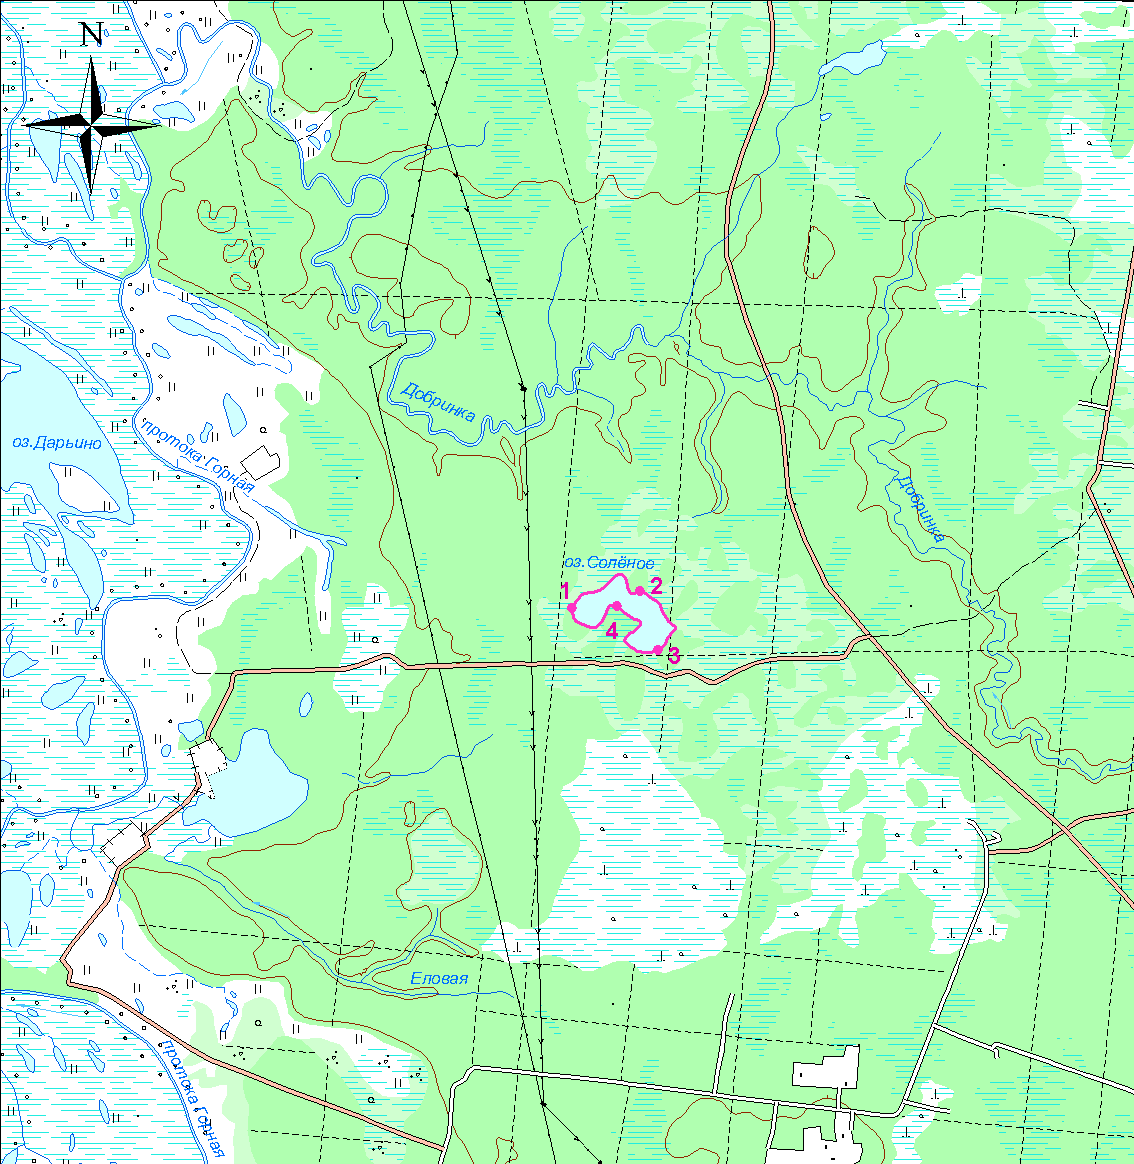 N
Добринка
оз.Дарьино
протока Горная
Добринка
оз.Солёное
1
2
4
3
Еловая
протока Горная